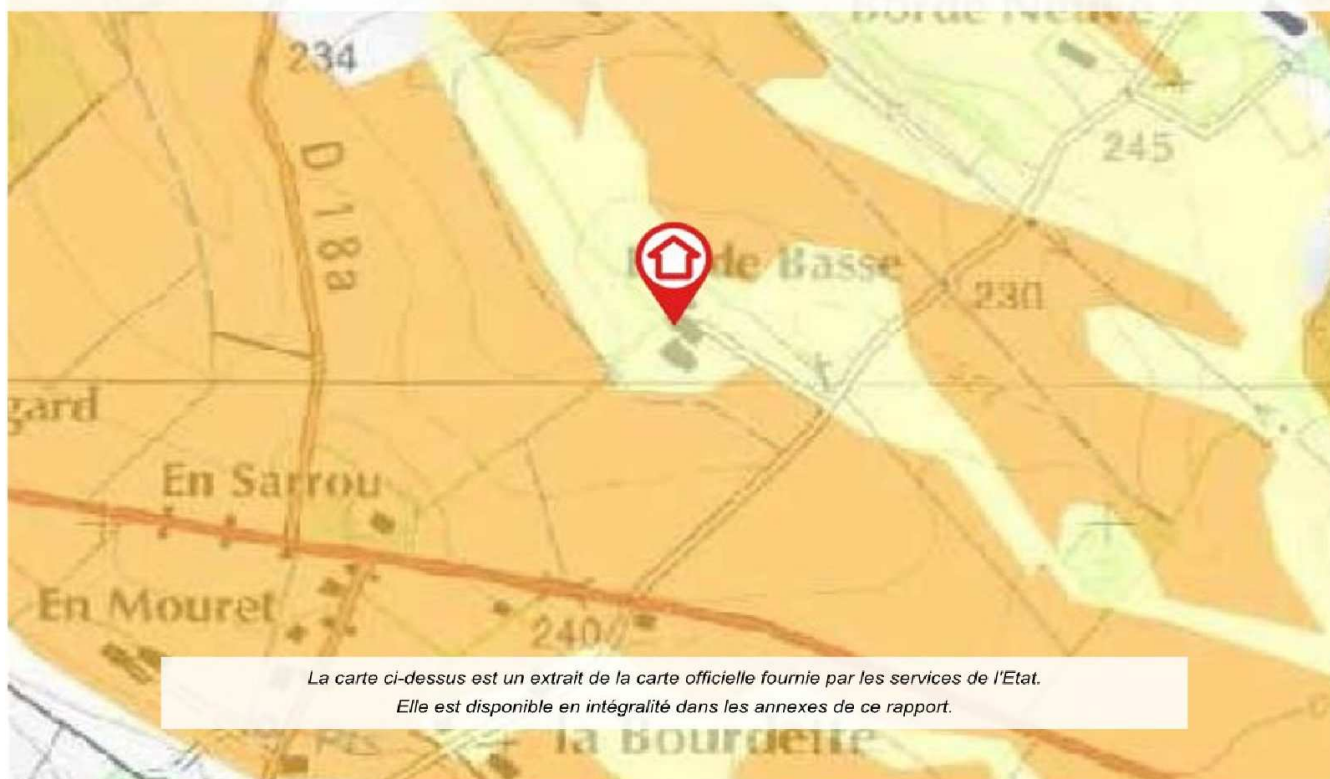 234
D 18a
245
de Basse
230
gard
En Sarrou
En Mouret
240
La carte ci-dessus est un extrait de la carte officielle fournie par les services de l'Etat.
Elle est disponible en intégralité dans les annexes de ce rapport.
la Bourdette